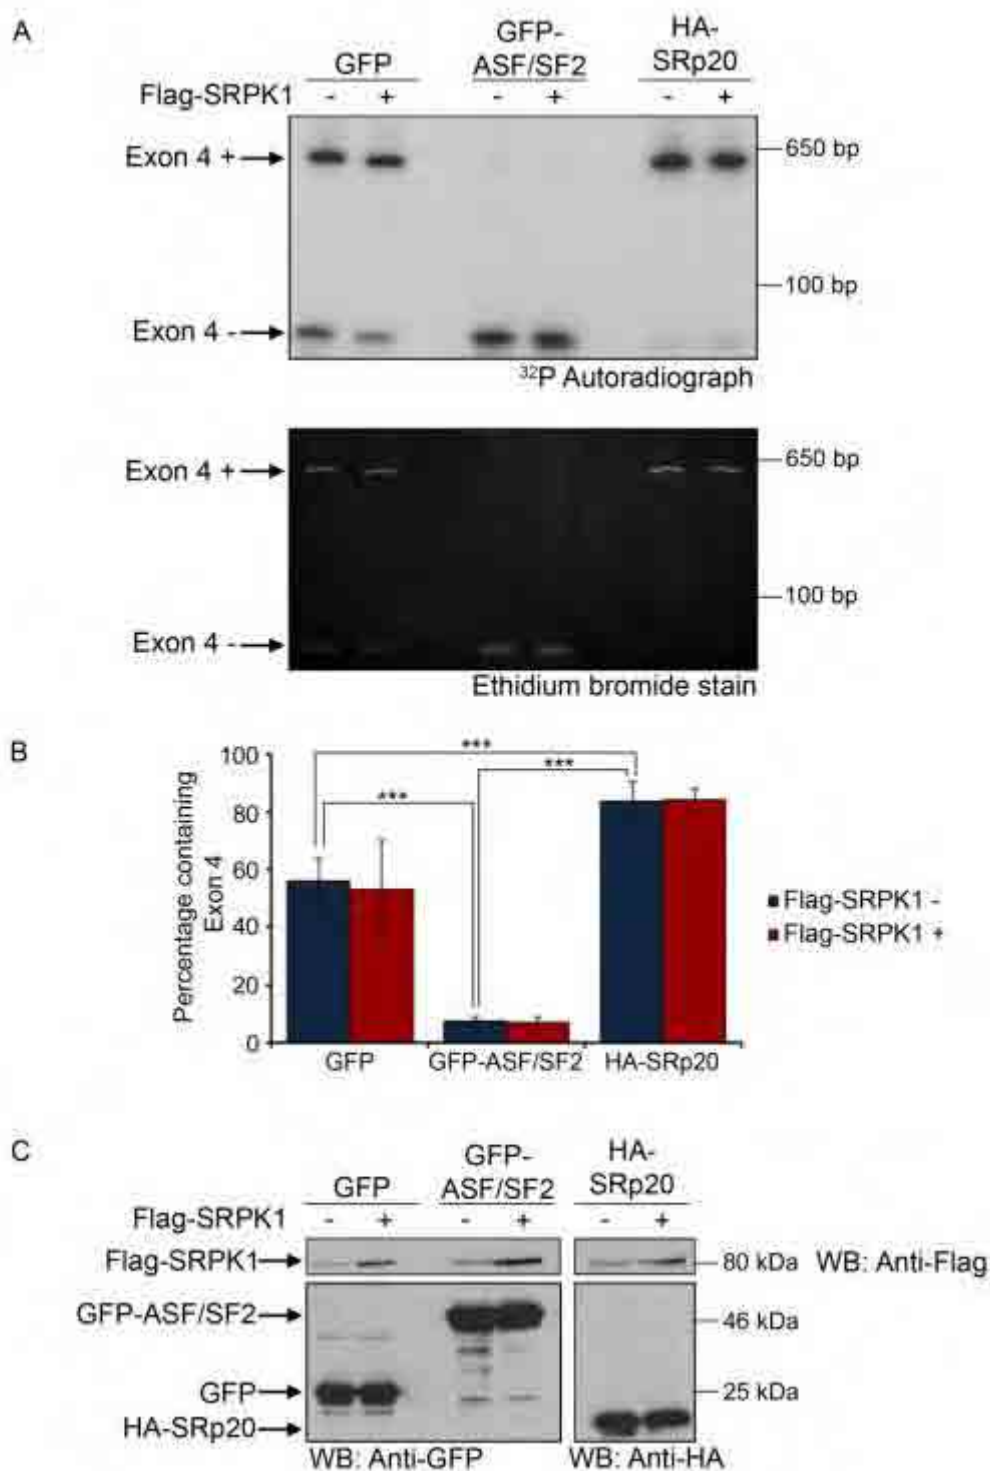 A
GFP
GFP-
ASF/SF2
HA-
SRp20
Flag-SRPK1 - + - + - +
Exon 4 +
650 bp
100 bp
Exon 4 -
32P Autoradiograph
Exon 4 +
650 bp
100 bp
Exon 4 -
Ethidium bromide stain
B
Percentage containing
Exon 4
100
80
60
40
20
0
***
***
***
GFP
GFP-ASF/SF2
HA-SRp20
Flag-SRPK1 -
Flag-SRPK1 +
C
GFP
GFP-
ASF/SF2
HA-
SRp20
Flag-SRPK1 - + - + - +
Flag-SRPK1
80 kDa
WB: Anti-Flag
GFP-ASF/SF2
46 kDa
GFP
25 kDa
HA-SRp20
WB: Anti-GFP
WB: Anti-HA